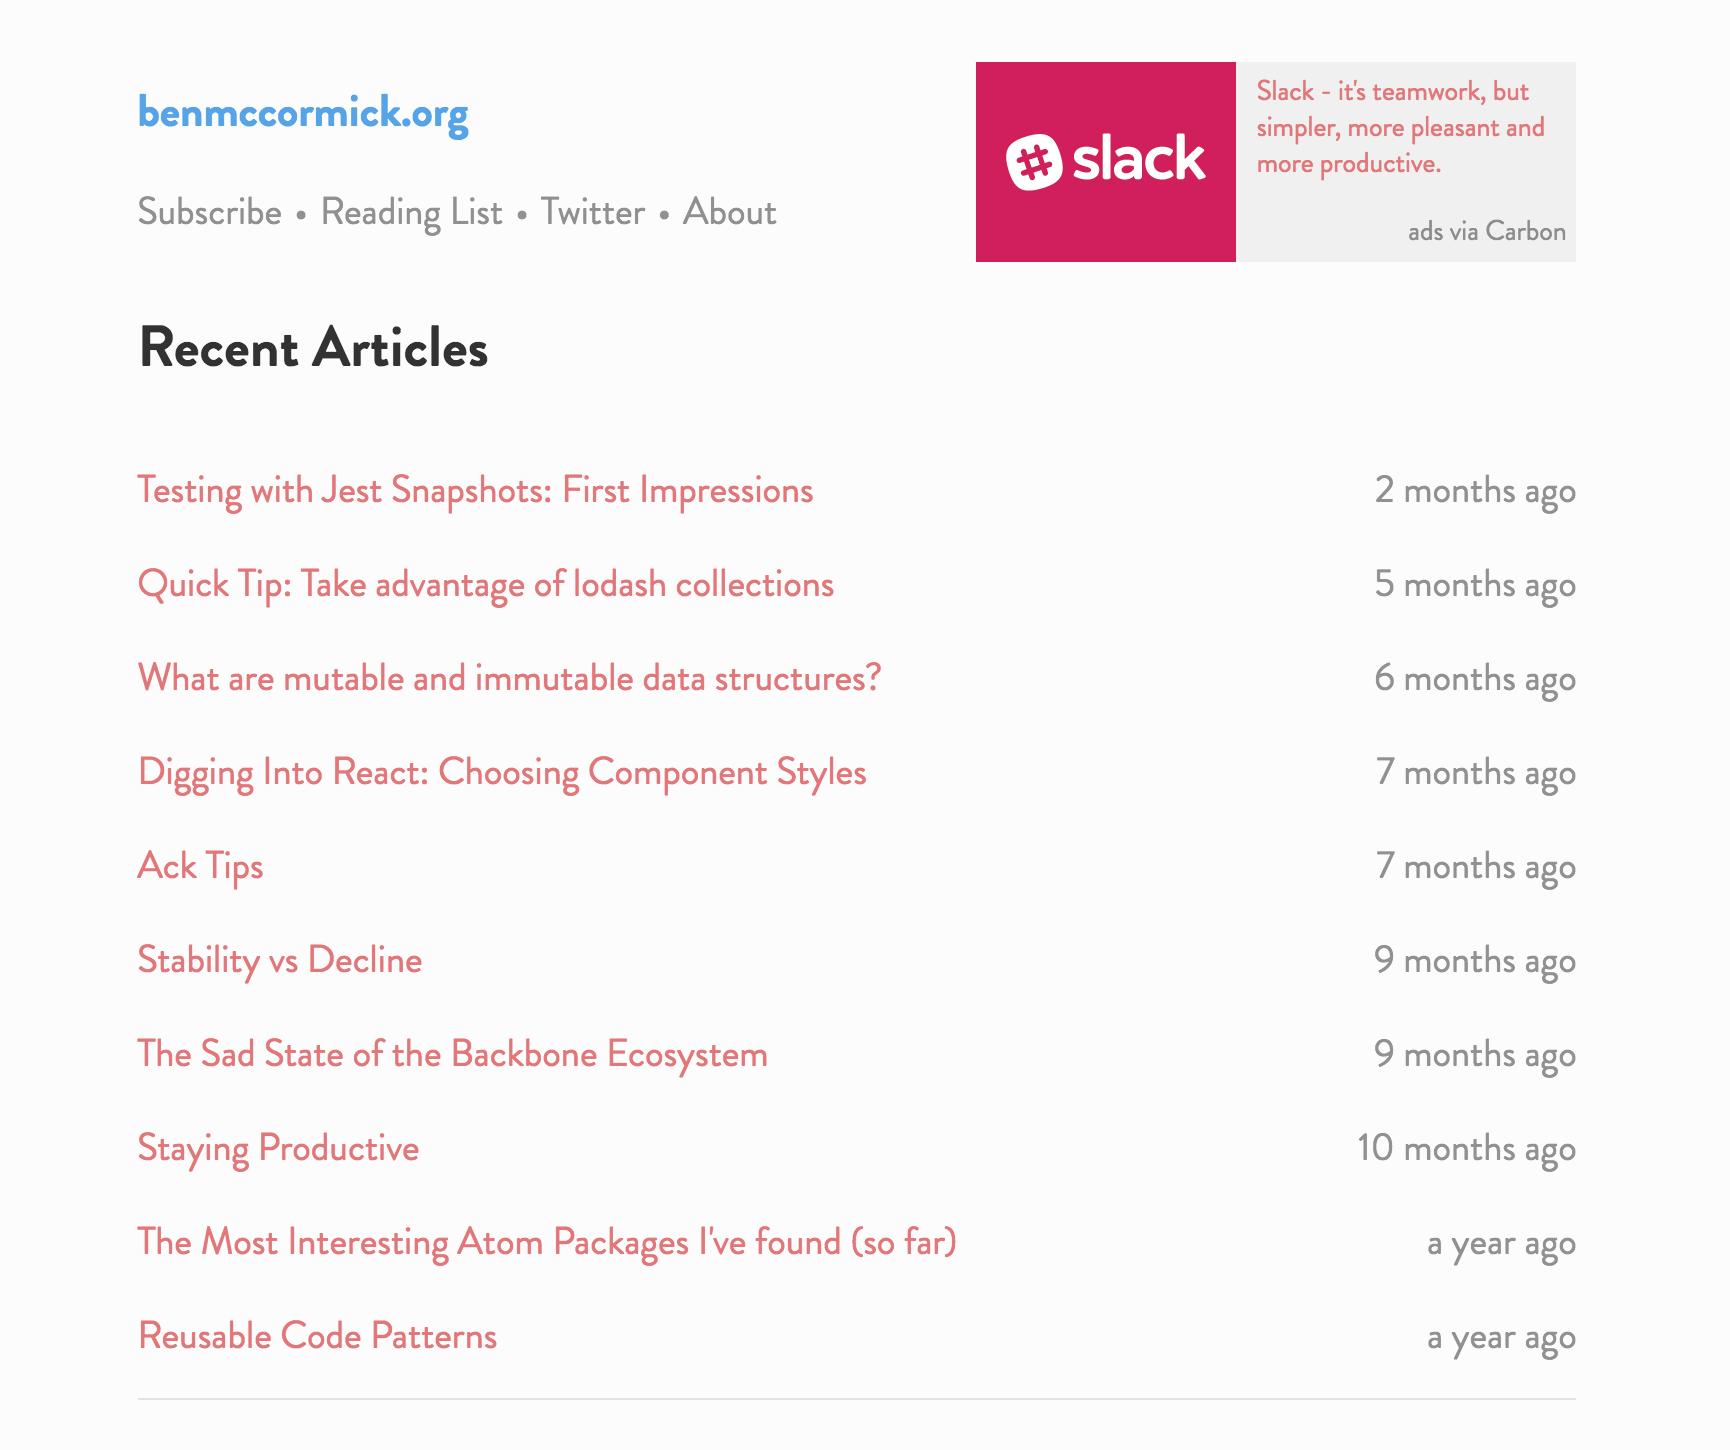 benmccormick.org
Subscribe • Reading List • Twitter • About
slack
Slack - it's teamwork, but
simpler, more pleasant and
more productive.
ads via Carbon
Recent Articles
Testing with Jest Snapshots: First Impressions 2 months ago
Quick Tip: Take advantage of lodash collections 5 months ago
What are mutable and immutable data structures? 6 months ago
Digging Into React: Choosing Component Styles 7 months ago
Ack Tips 7 months ago
Stability vs Decline 9 months ago
The Sad State of the Backbone Ecosystem 9 months ago
Staying Productive 10 months ago
The Most Interesting Atom Packages I've found (so far) a year ago
Reusable Code Patterns a year ago